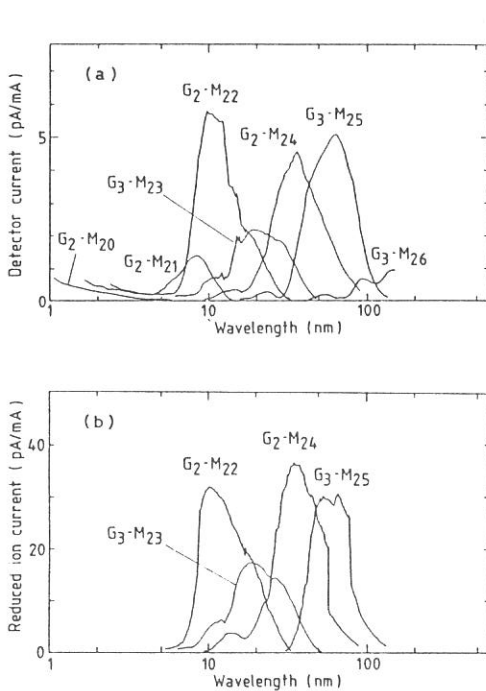 (a)
G2-M22
G3-M25
G2-M24
G3-M23
G2-M20
G2-M21
G3-M26
Detector current (pA/mA)
5
0
1
10
100
Wavelength (nm)
(b)
G2-M24
G2-M22
G3-M25
G3-M23
Reduced ion current (pA/mA)
40
20
0
1
10
100
Wavelength (nm)